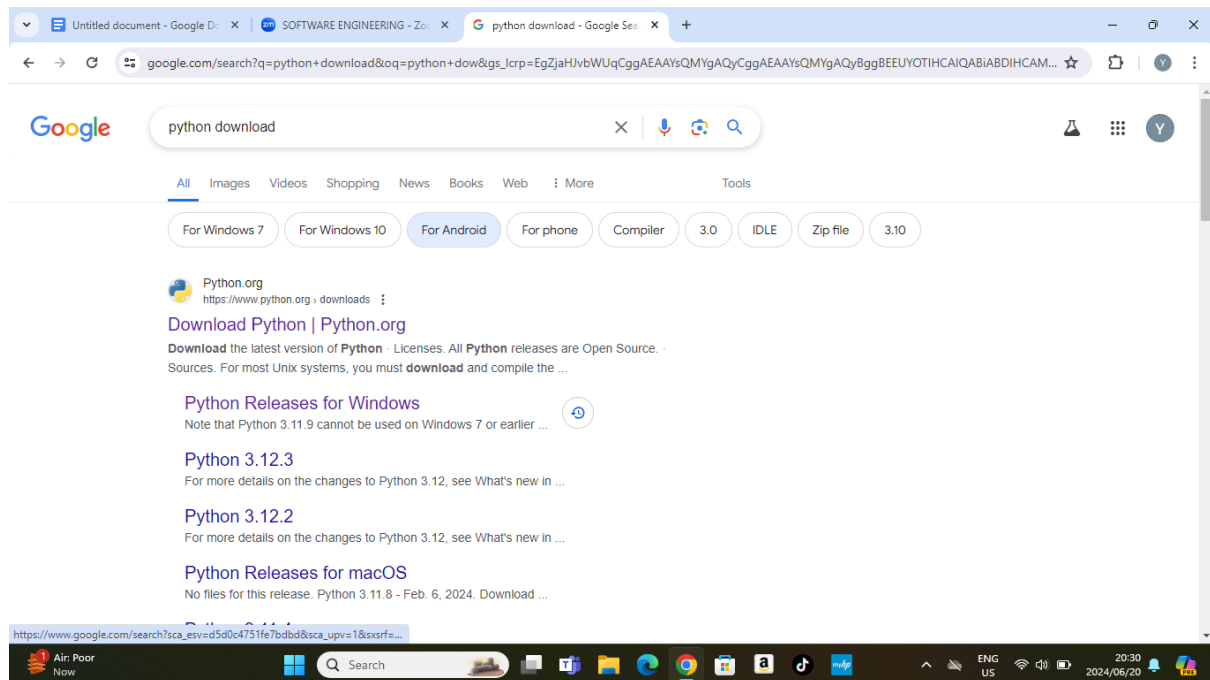 Untitled document - Google Dc
zm SOFTWARE ENGINEERING - Zoc
G python download - Google Sea
google.com/search?q=python+download&oq=python+dow&gs_lcrp=EgZjaHJvbWUqCggAEAAYsQMYgAQyCggAEAAYsQMYgAQyBggBEEUYOTIHCAIQABiABDIHCAM...
Y
Google
python download
Y
All Images Videos Shopping News Books Web More Tools
For Windows 7 For Windows 10 For Android For phone Compiler 3.0 IDLE Zip file 3.10
Python.org
https://www.python.org › downloads
Download Python | Python.org
Download the latest version of Python · Licenses. All Python releases are Open Source. ·
Sources. For most Unix systems, you must download and compile the ...
Python Releases for Windows
Note that Python 3.11.9 cannot be used on Windows 7 or earlier ...
Python 3.12.3
For more details on the changes to Python 3.12, see What's new in ...
Python 3.12.2
For more details on the changes to Python 3.12, see What's new in ...
Python Releases for macOS
No files for this release. Python 3.11.8 - Feb. 6, 2024. Download ...
https://www.google.com/search?sca_esv=d5d0c4751fe7bdbd&sca_upv=1&sxsrf=...
1
Air: Poor
Now
Search
a
myhp
ENG
US
20:30
2024/06/20
PRE